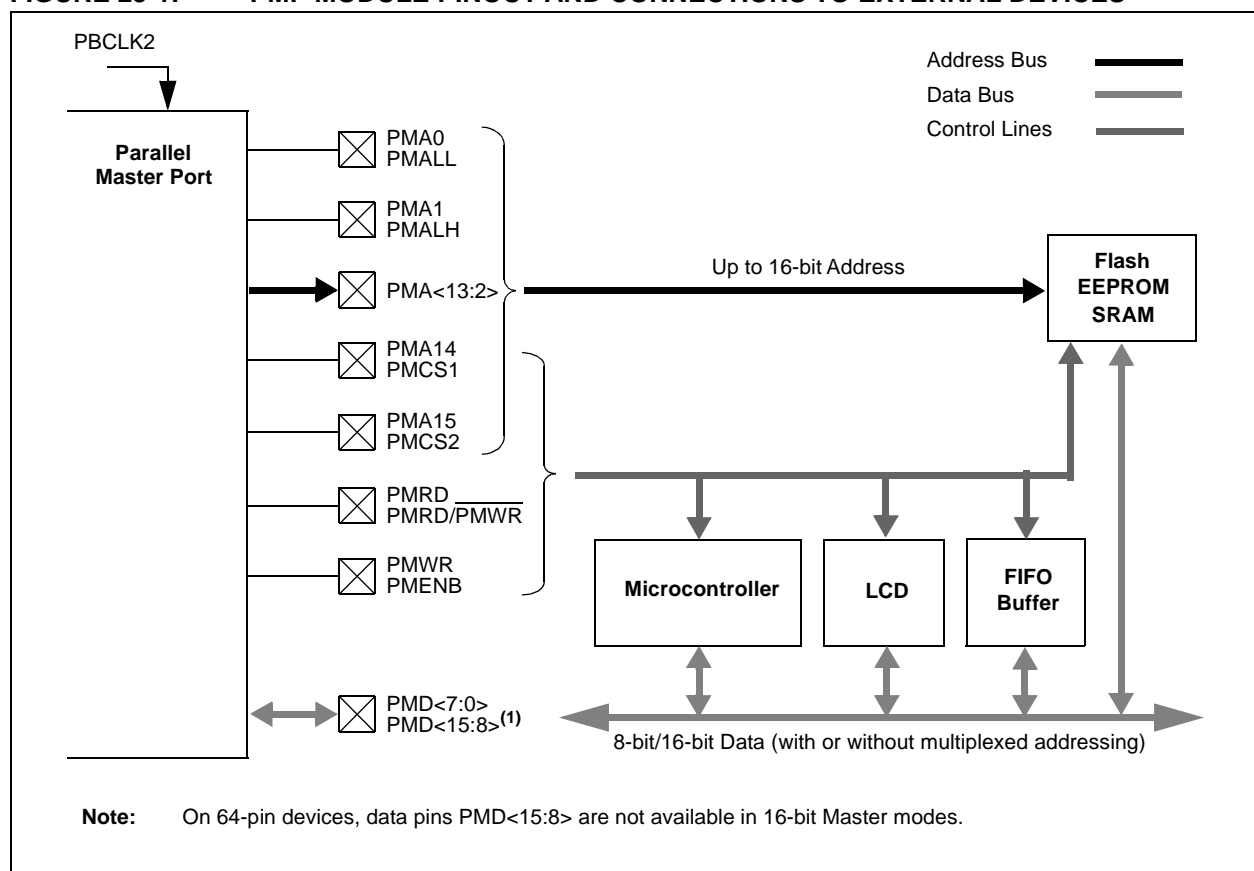 PBCLK2
Address Bus
Data Bus
Control Lines
Parallel
Master Port
PMA0
PMALL
PMA1
PMALH
PMA<13:2>
PMA14
PMCS1
PMA15
PMCS2
PMRD
PMRD/PMWR
PMWR
PMENB
PMD<7:0>
PMD<15:8>(1)
Up to 16-bit Address
Flash
EEPROM
SRAM
Microcontroller
LCD
FIFO
Buffer
8-bit/16-bit Data (with or without multiplexed addressing)
Note: On 64-pin devices, data pins PMD<15:8> are not available in 16-bit Master modes.